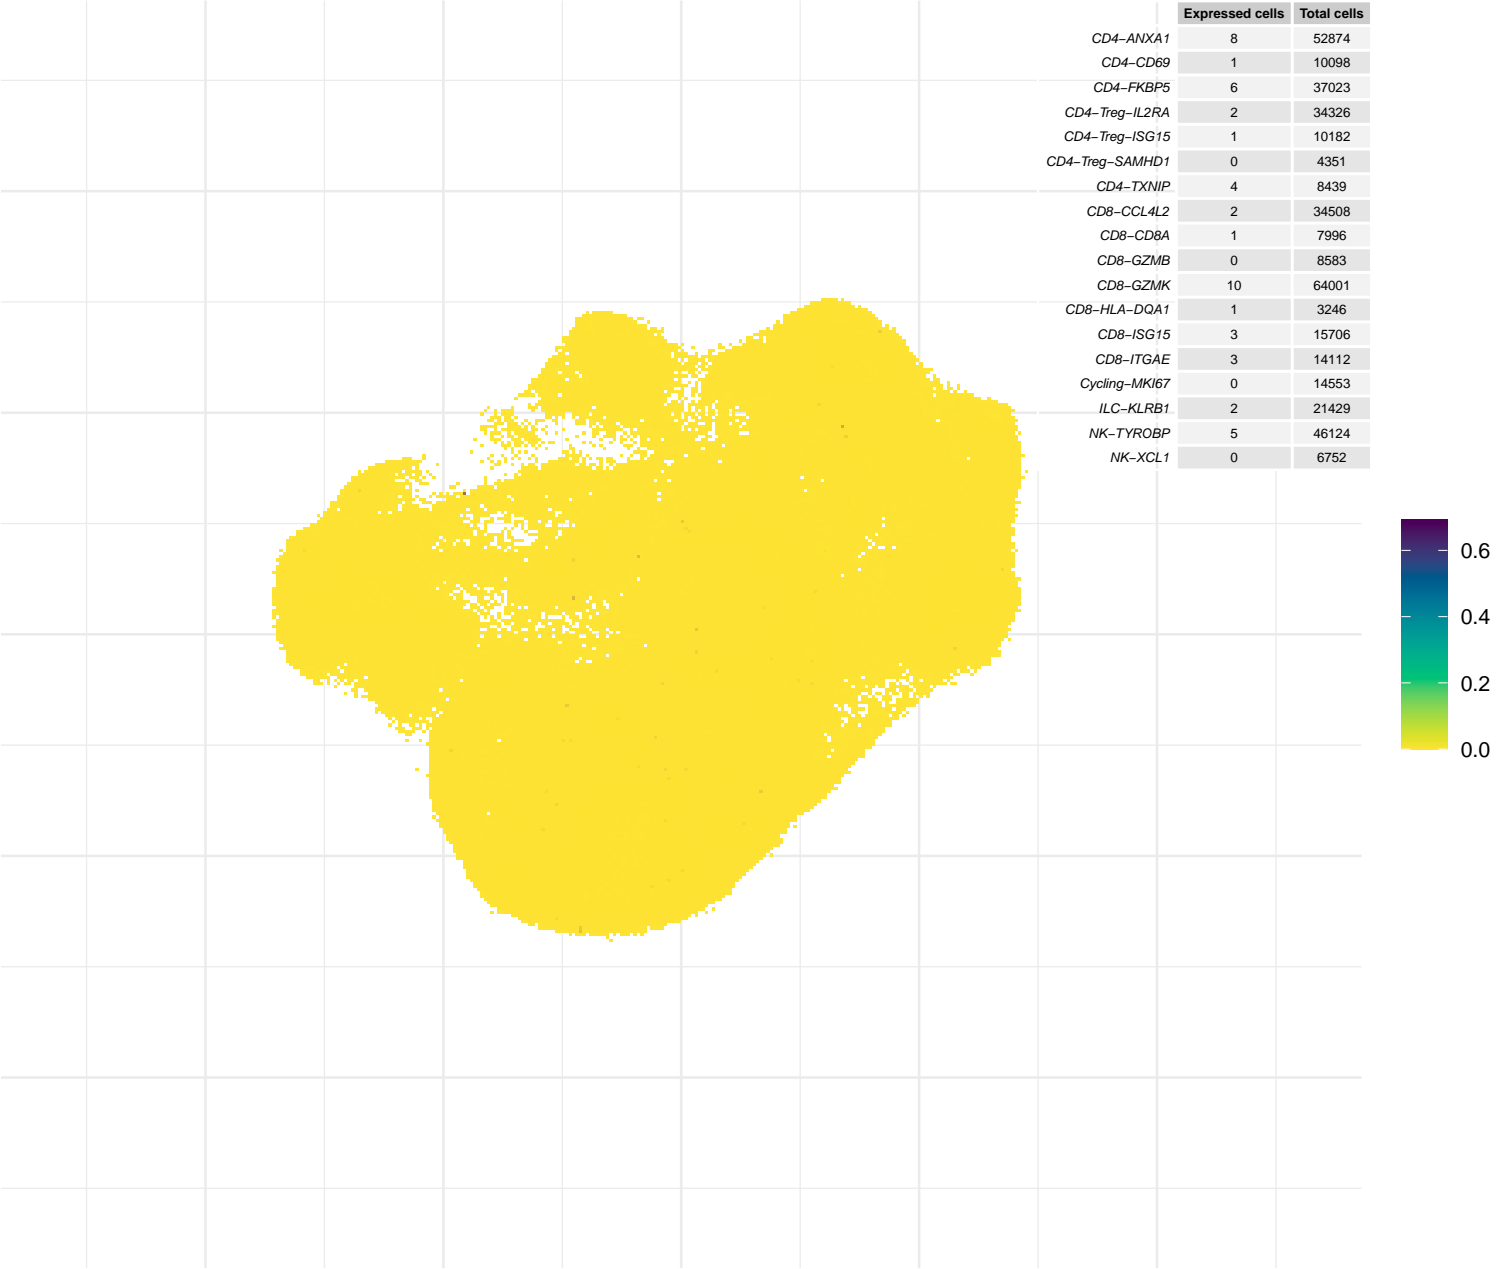 Expressed cells Total cells
CD4−ANXA1 8 52874
CD4−CD69 1 10098
CD4−FKBP5 6 37023
CD4−Treg−IL2RA 2 34326
CD4−Treg−ISG15 1 10182
CD4−Treg−SAMHD1 0 4351
CD4−TXNIP 4 8439
CD8−CCL4L2 2 34508
CD8−CD8A 1 7996
CD8−GZMB 0 8583
CD8−GZMK 10 64001
CD8−HLA−DQA1 1 3246
CD8−ISG15 3 15706
CD8−ITGAE 3 14112
Cycling−MKI67 0 14553
ILC−KLRB1 2 21429
NK−TYROBP 5 46124
NK−XCL1 0 6752
0.6
0.4
0.2
0.0